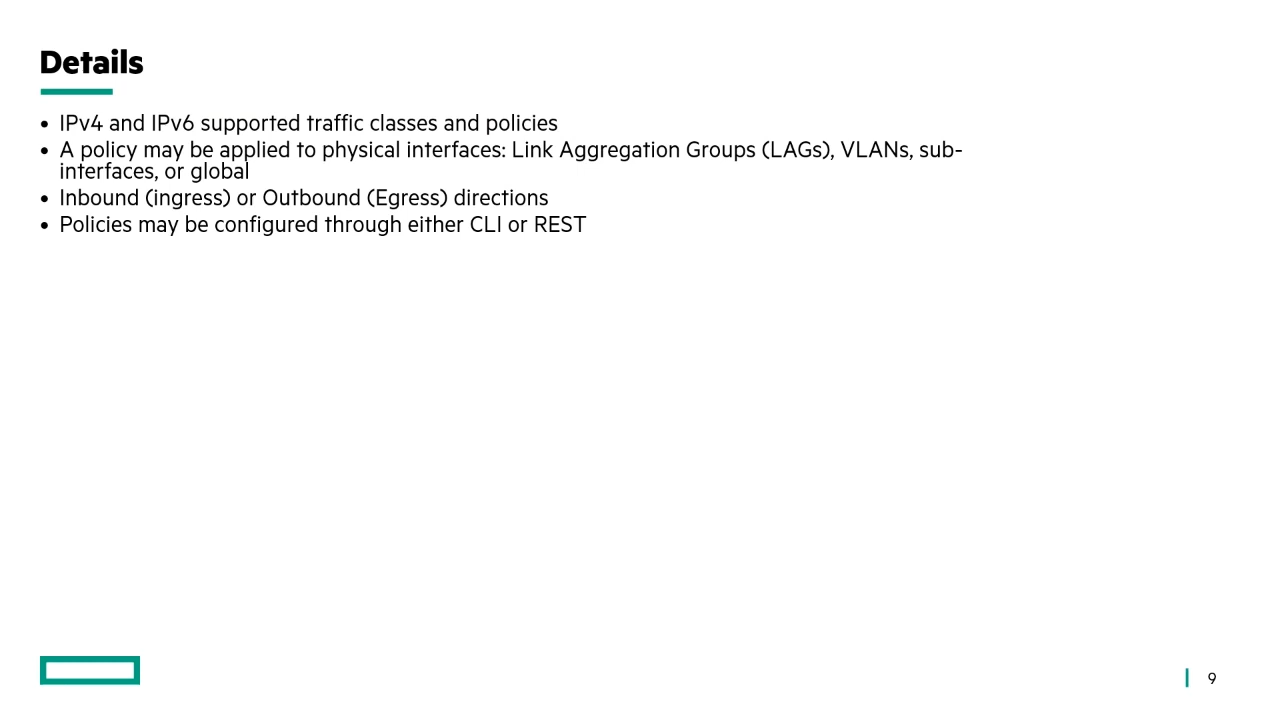 Details
• IPv4 and IPv6 supported traffic classes and policies
• A policy may be applied to physical interfaces: Link Aggregation Groups (LAGs), VLANs, sub-
interfaces, or global
• Inbound (ingress) or Outbound (Egress) directions
• Policies may be configured through either CLI or REST
9